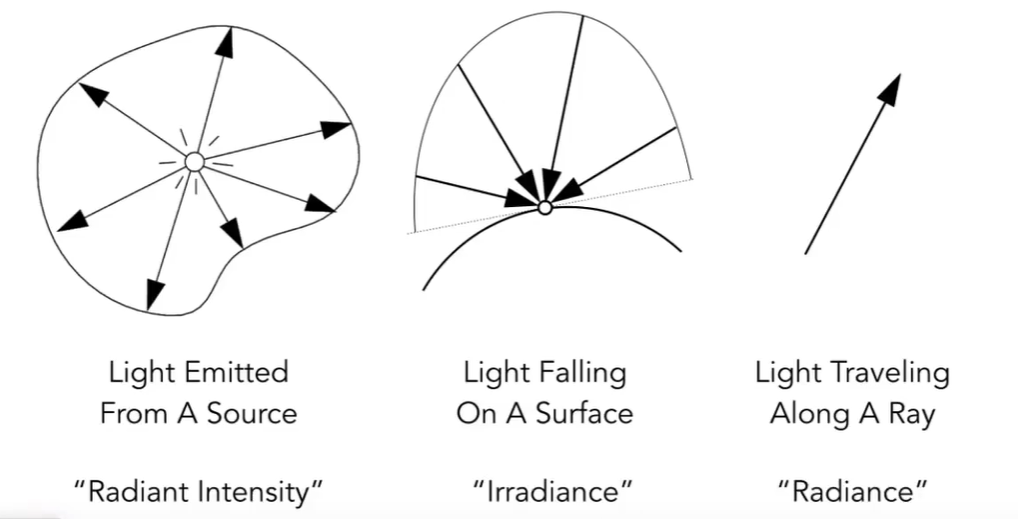 Light Emitted
From A Source
"Radiant Intensity"
Light Falling
On A Surface
"Irradiance"
Light Traveling
Along A Ray
"Radiance"